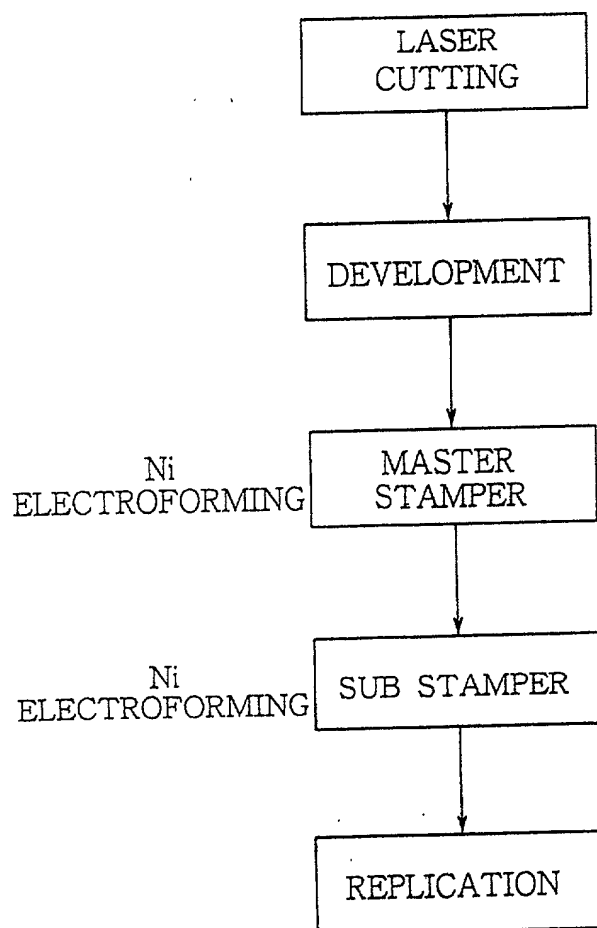 LASER
CUTTING
DEVELOPMENT
Ni
ELECTROFORMING
MASTER
STAMPER
Ni
ELECTROFORMING
SUB STAMPER
REPLICATION